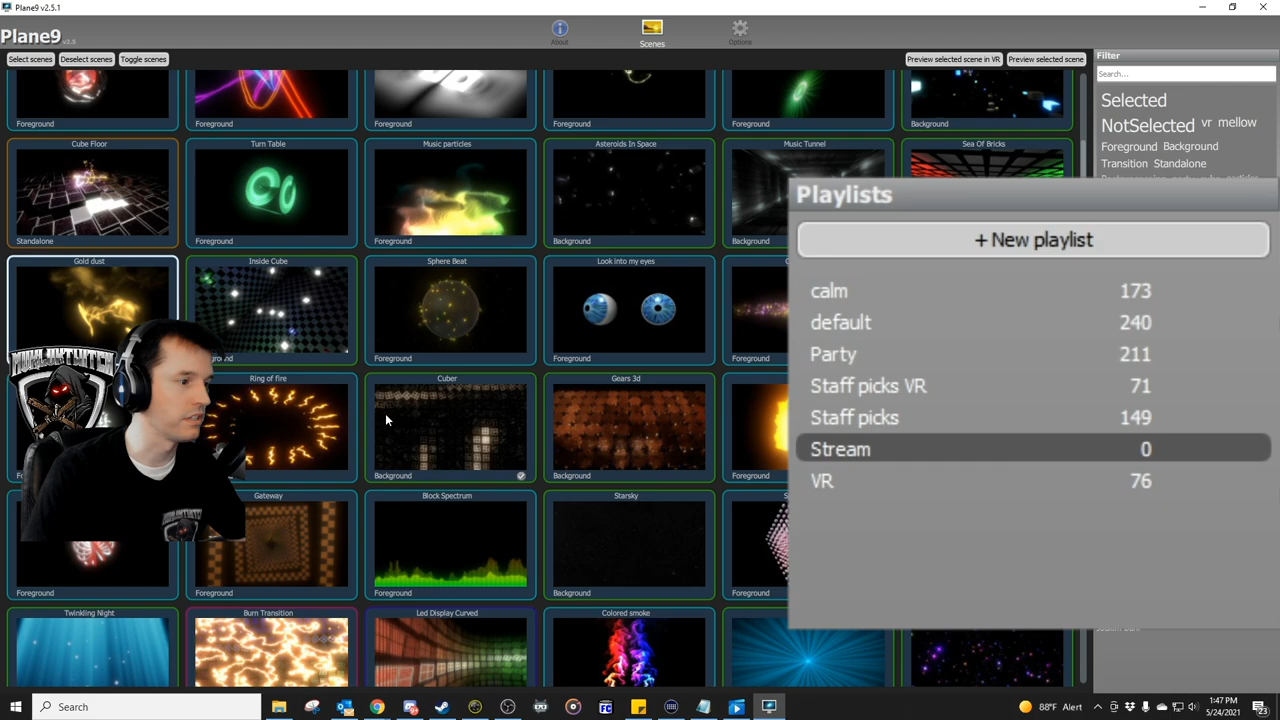 Plane9 v2.5.1
Plane9 v2.5
About
Scenes
Options
Select scenes
Deselect scenes
Toggle scenes
Preview selected scene in VR
Preview selected scene
Filter
Search...
Selected
NotSelected vr mellow
Foreground Background
Transition Standalone
Foreground
Foreground
Foreground
Foreground
Foreground
Background
Cube Floor
Turn Table
Music particles
Asteroids In Space
Music Tunnel
Sea Of Bricks
Standalone
Foreground
Foreground
Background
Background
Playlists
+ New playlist
calm 173
default 240
Party 211
Staff picks VR 71
Staff picks 149
Stream 0
VR 76
Gold dust
Inside Cube
Sphere Beat
Look into my eyes
Foreground
Foreground
Foreground
Ring of fire
Cuber
Gears 3d
Background
Background
Foreground
Gateway
Block Spectrum
Starsky
Foreground
Foreground
Foreground
Background
Foreground
Twinkling Night
Burn Transition
Led Display Curved
Colored smoke
Search
88°F Alert
1:47 PM
5/24/2021